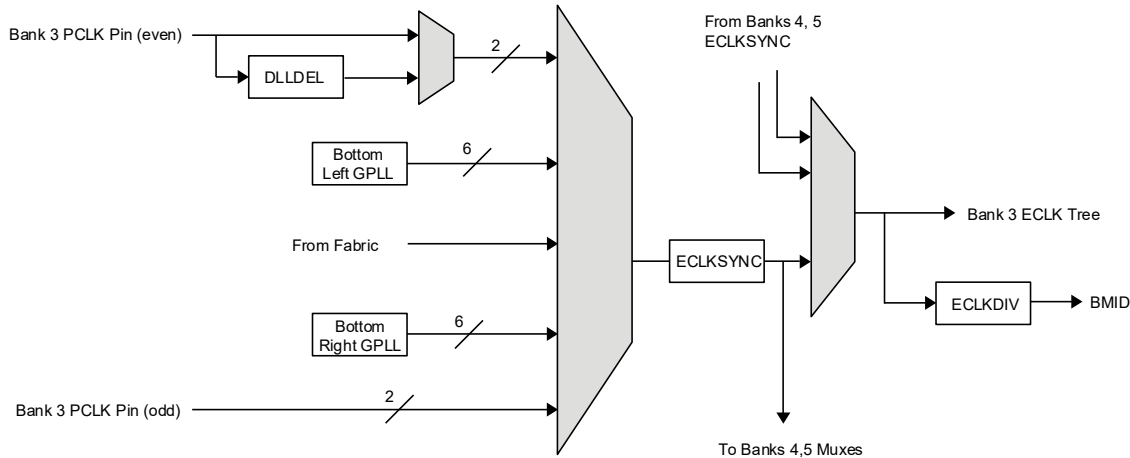 Bank 3 PCLK Pin (even)
DLLDEL
2
From Banks 4, 5
ECLKSYNC
Bottom
Left GPLL
6
From Fabric
ECLKSYNC
Bank 3 ECLK Tree
ECLKDIV
BMID
Bottom
Right GPLL
6
Bank 3 PCLK Pin (odd)
2
To Banks 4,5 Muxes